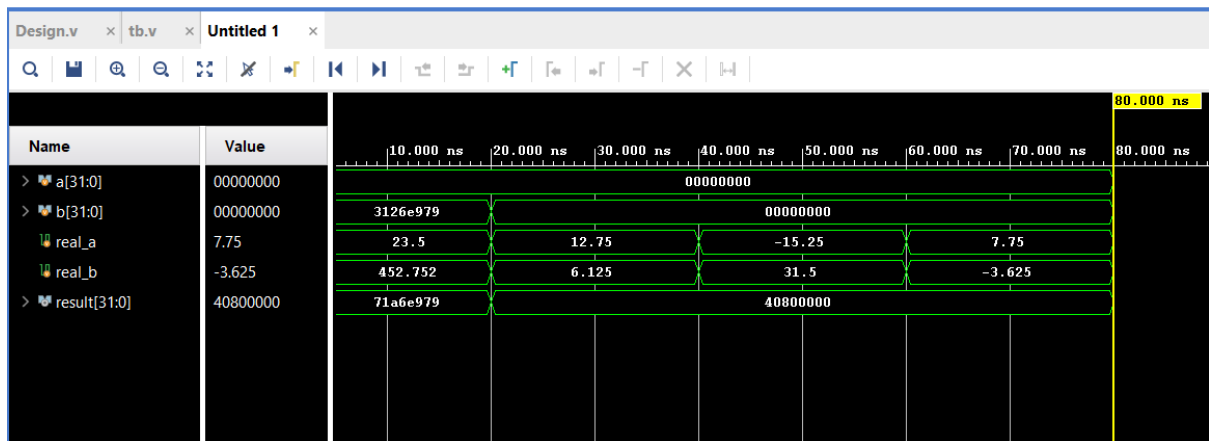 Design.v × tb.v × Untitled 1 ×
80.000 ns
Name Value
10.000 ns 20.000 ns 30.000 ns 40.000 ns 50.000 ns 60.000 ns 70.000 ns 80.000 ns
> a[31:0] 00000000 00000000
> b[31:0] 00000000 3126e979 00000000
real_a 7.75 23.5 12.75 -15.25 7.75
real_b -3.625 452.752 6.125 31.5 -3.625
> result[31:0] 40800000 71a6e979 40800000